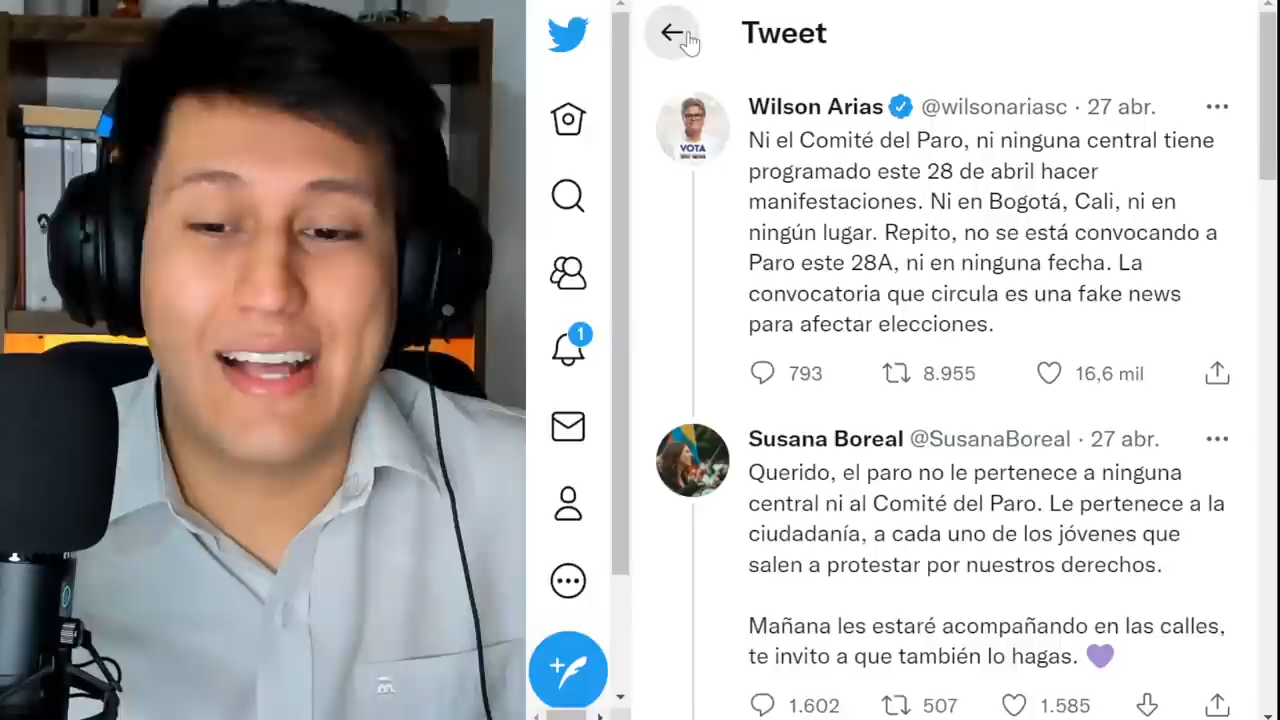 Tweet
Wilson Arias @wilsonariasc · 27 abr.
VOTA
Ni el Comité del Paro, ni ninguna central tiene
programado este 28 de abril hacer
manifestaciones. Ni en Bogotá, Cali, ni en
ningún lugar. Repito, no se está convocando a
Paro este 28A, ni en ninguna fecha. La
convocatoria que circula es una fake news
para afectar elecciones.
793 8.955 16,6 mil
1
Susana Boreal @SusanaBoreal · 27 abr.
Querido, el paro no le pertenece a ninguna
central ni al Comité del Paro. Le pertenece a la
ciudadanía, a cada uno de los jóvenes que
salen a protestar por nuestros derechos.
Mañana les estaré acompañando en las calles,
te invito a que también lo hagas. 💜
1.602 507 1.585